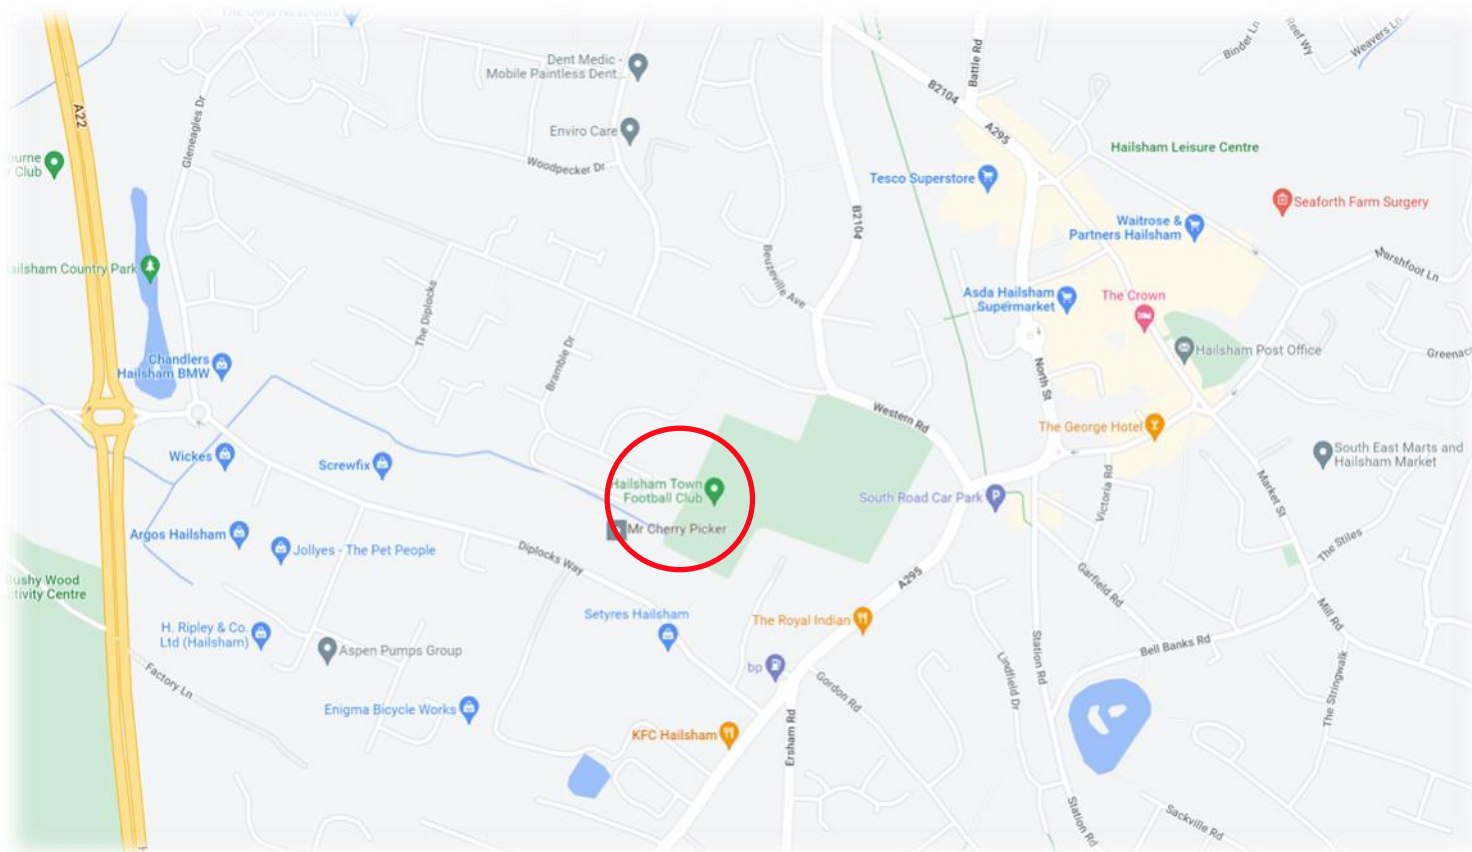 A22
Gleneagles Dr
Dent Medic -
Mobile Paintless Dent...
Enviro Care
Woodpecker Dr
B2104
Battle Rd
A295
Binder Ln
Reef Wy
Weavers Ln
Hailsham Leisure Centre
Tesco Superstore
Seaforth Farm Surgery
Waitrose &
Partners Hailsham
B2104
Marshfoot Ln
ourne
Club
ailsham Country Park
The Diplocks
Beuzeville Ave
Asda Hailsham
Supermarket
The Crown
Hailsham Post Office
Greenac
Chandlers
Hailsham BMW
Bramble Dr
North St
Western Rd
The George Hotel
South East Marts and
Hailsham Market
Wickes
Screwfix
Hailsham Town
Football Club
South Road Car Park
P
Victoria Rd
Market St
Mr Cherry Picker
Argos Hailsham
Jollyes - The Pet People
Diplocks Way
A295
The Stiles
Garfield Rd
Bushy Wood
ctivity Centre
Setyres Hailsham
The Royal Indian
Mill Rd
H. Ripley & Co.
Ltd (Hailsham)
Aspen Pumps Group
Bell Banks Rd
Station Rd
Lindfield Dr
bp
Factory Ln
Gordon Rd
The Stringwalk
Enigma Bicycle Works
KFC Hailsham
Ersham Rd
Station Rd
Sackville Rd